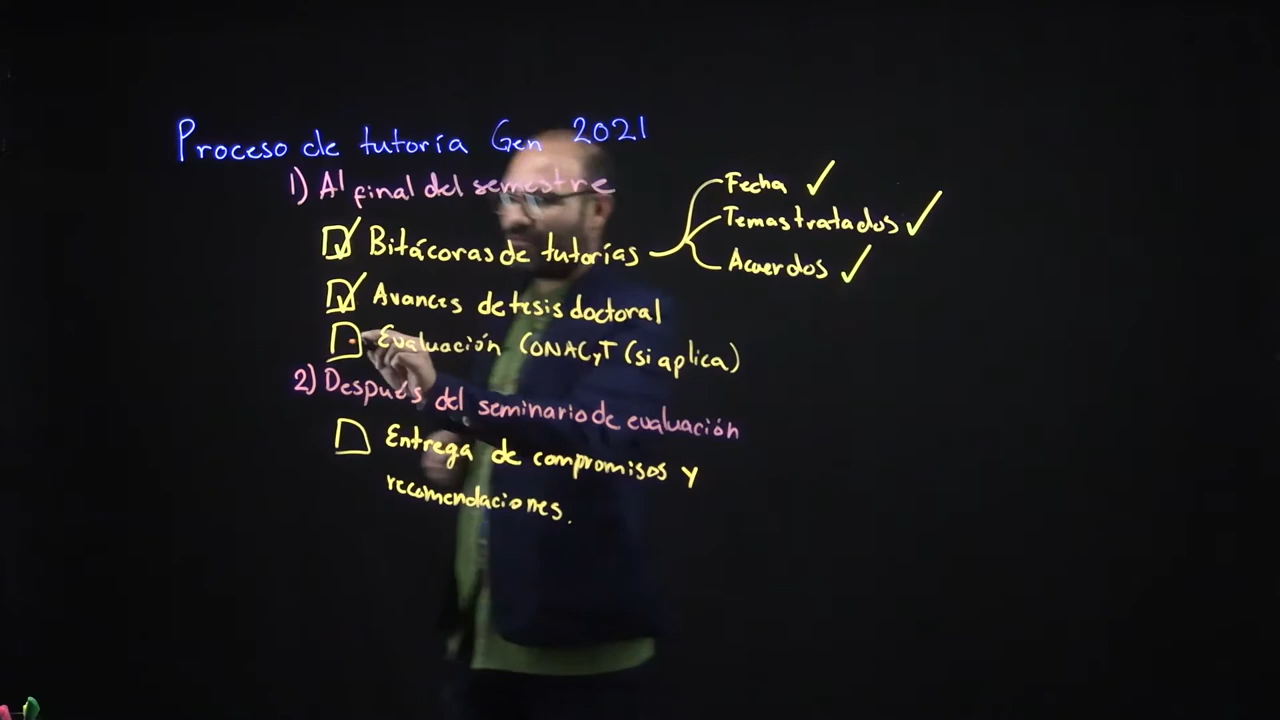 Proceso de tutoría Gen 2021
1) Al final del semestre
Bitácoras de tutorías
Fecha ✓
Temas tratados ✓
Acuerdos ✓
Avances de tesis doctoral
Evaluación CONACyT (si aplica)
2) Después del seminario de evaluación
Entrega de compromisos y
recomendaciones.